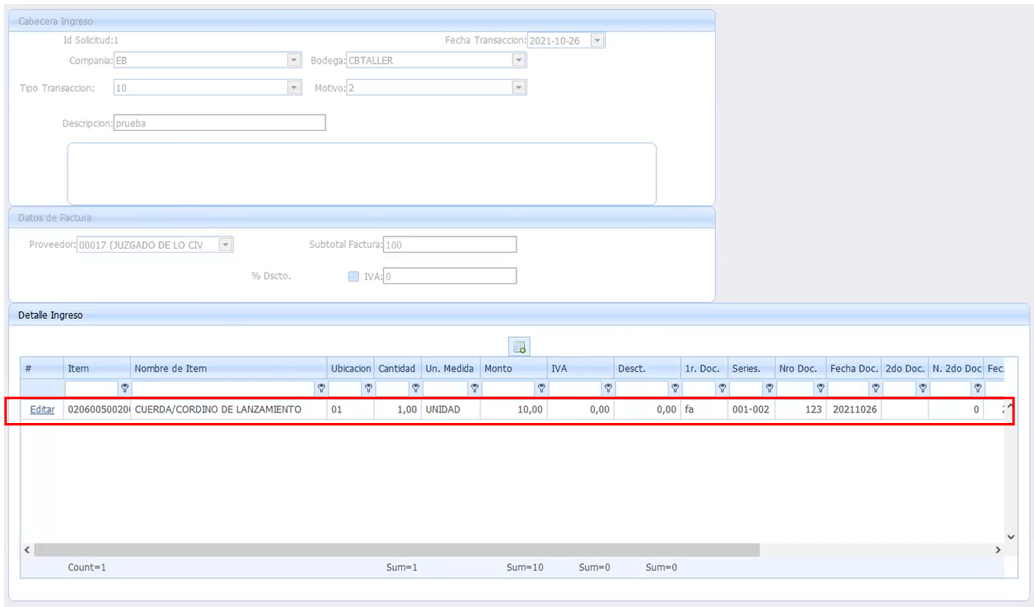 Cabecera Ingreso
Id Solicitud:1 Fecha Transaccion: 2021-10-26
Compania: EB Bodega: CBTALLER
Tipo Transaccion: 10 Motivo: 2
Descripcion: prueba
Datos de Factura
Proveedor: 00017 (JUZGADO DE LO CIV Subtotal Factura: 100
% Dscto. IVA: 0
Detalle Ingreso
# Item Nombre de Item Ubicacion Cantidad Un. Medida Monto IVA Desct. 1r. Doc. Series. Nro Doc. Fecha Doc. 2do Doc. N. 2do Doc Fec.
Editar 02060050020 CUERDA/CORDINO DE LANZAMIENTO 01 1,00 UNIDAD 10,00 0,00 0,00 fa 001-002 123 20211026 0
Count=1 Sum=1 Sum=10 Sum=0 Sum=0